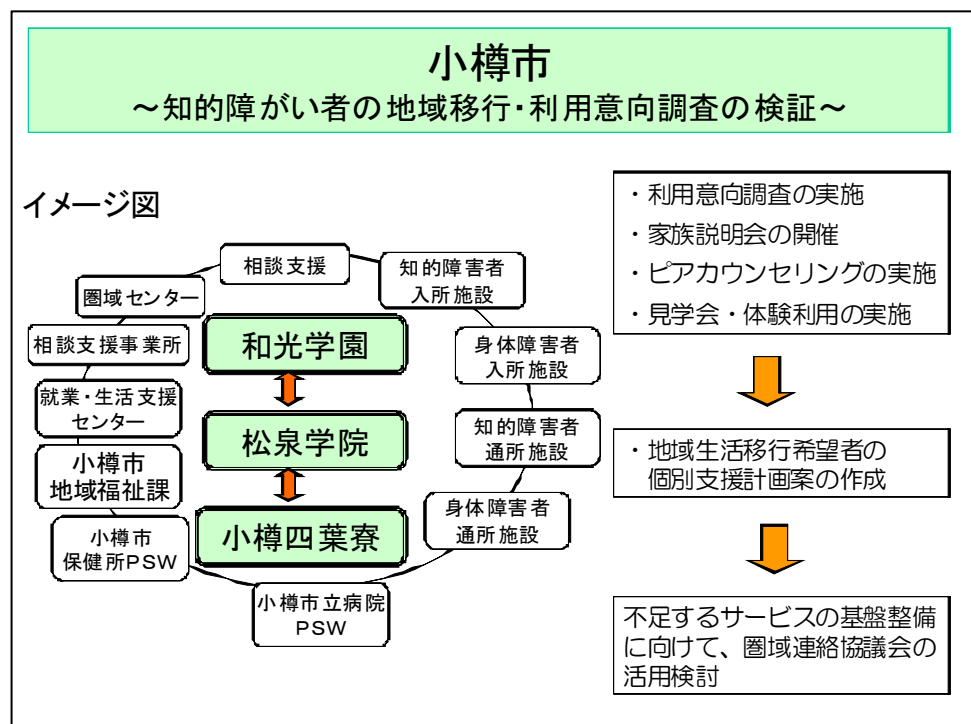 小樽市
～知的障がい者の地域移行・利用意向調査の検証～
イメージ図
相談支援
知的障害者
入所施設
身体障害者
入所施設
知的障害者
通所施設
身体障害者
通所施設
小樽市立病院
PSW
小樽市
保健所PSW
小樽市
地域福祉課
就業・生活支援
センター
相談支援事業所
圏域センター
和光学園
松泉学院
小樽四葉寮
・利用意向調査の実施
・家族説明会の開催
・ピアカウンセリングの実施
・見学会・体験利用の実施
・地域生活移行希望者の
個別支援計画案の作成
不足するサービスの基盤整備
に向けて、圏域連絡協議会の
活用検討